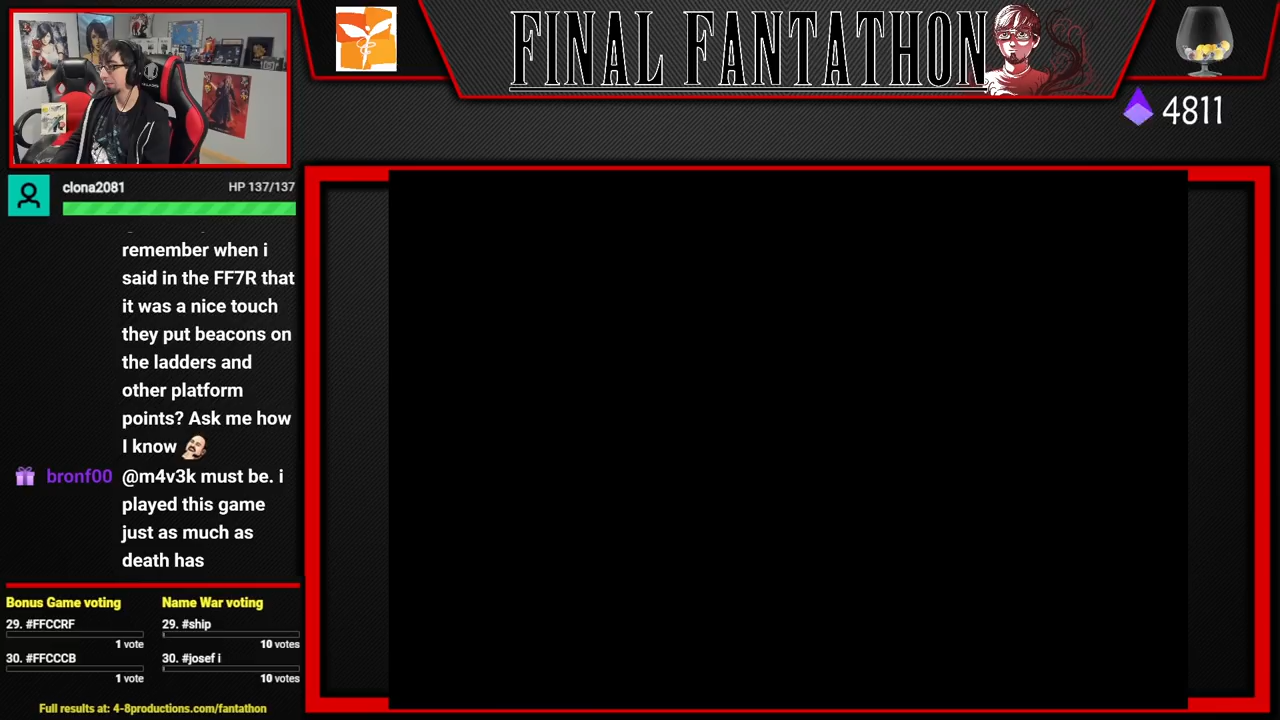 FINAL FANTATHON
4811
clona2081 HP 137/137
remember when i
said in the FF7R that
it was a nice touch
they put beacons on
the ladders and
other platform
points? Ask me how
I know
bronf00 @m4v3k must be. i
played this game
just as much as
death has
Bonus Game voting Name War voting
29. #FFCCRF 29. #ship
1 vote 10 votes
30. #FFCCCB 30. #josef i
1 vote 10 votes
Full results at: 4-8productions.com/fantathon